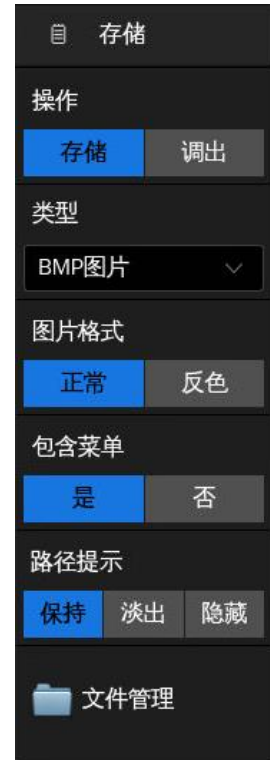 存储
操作
存储 调出
类型
BMP图片
图片格式
正常 反色
包含菜单
是 否
路径提示
保持 淡出 隐藏
文件管理